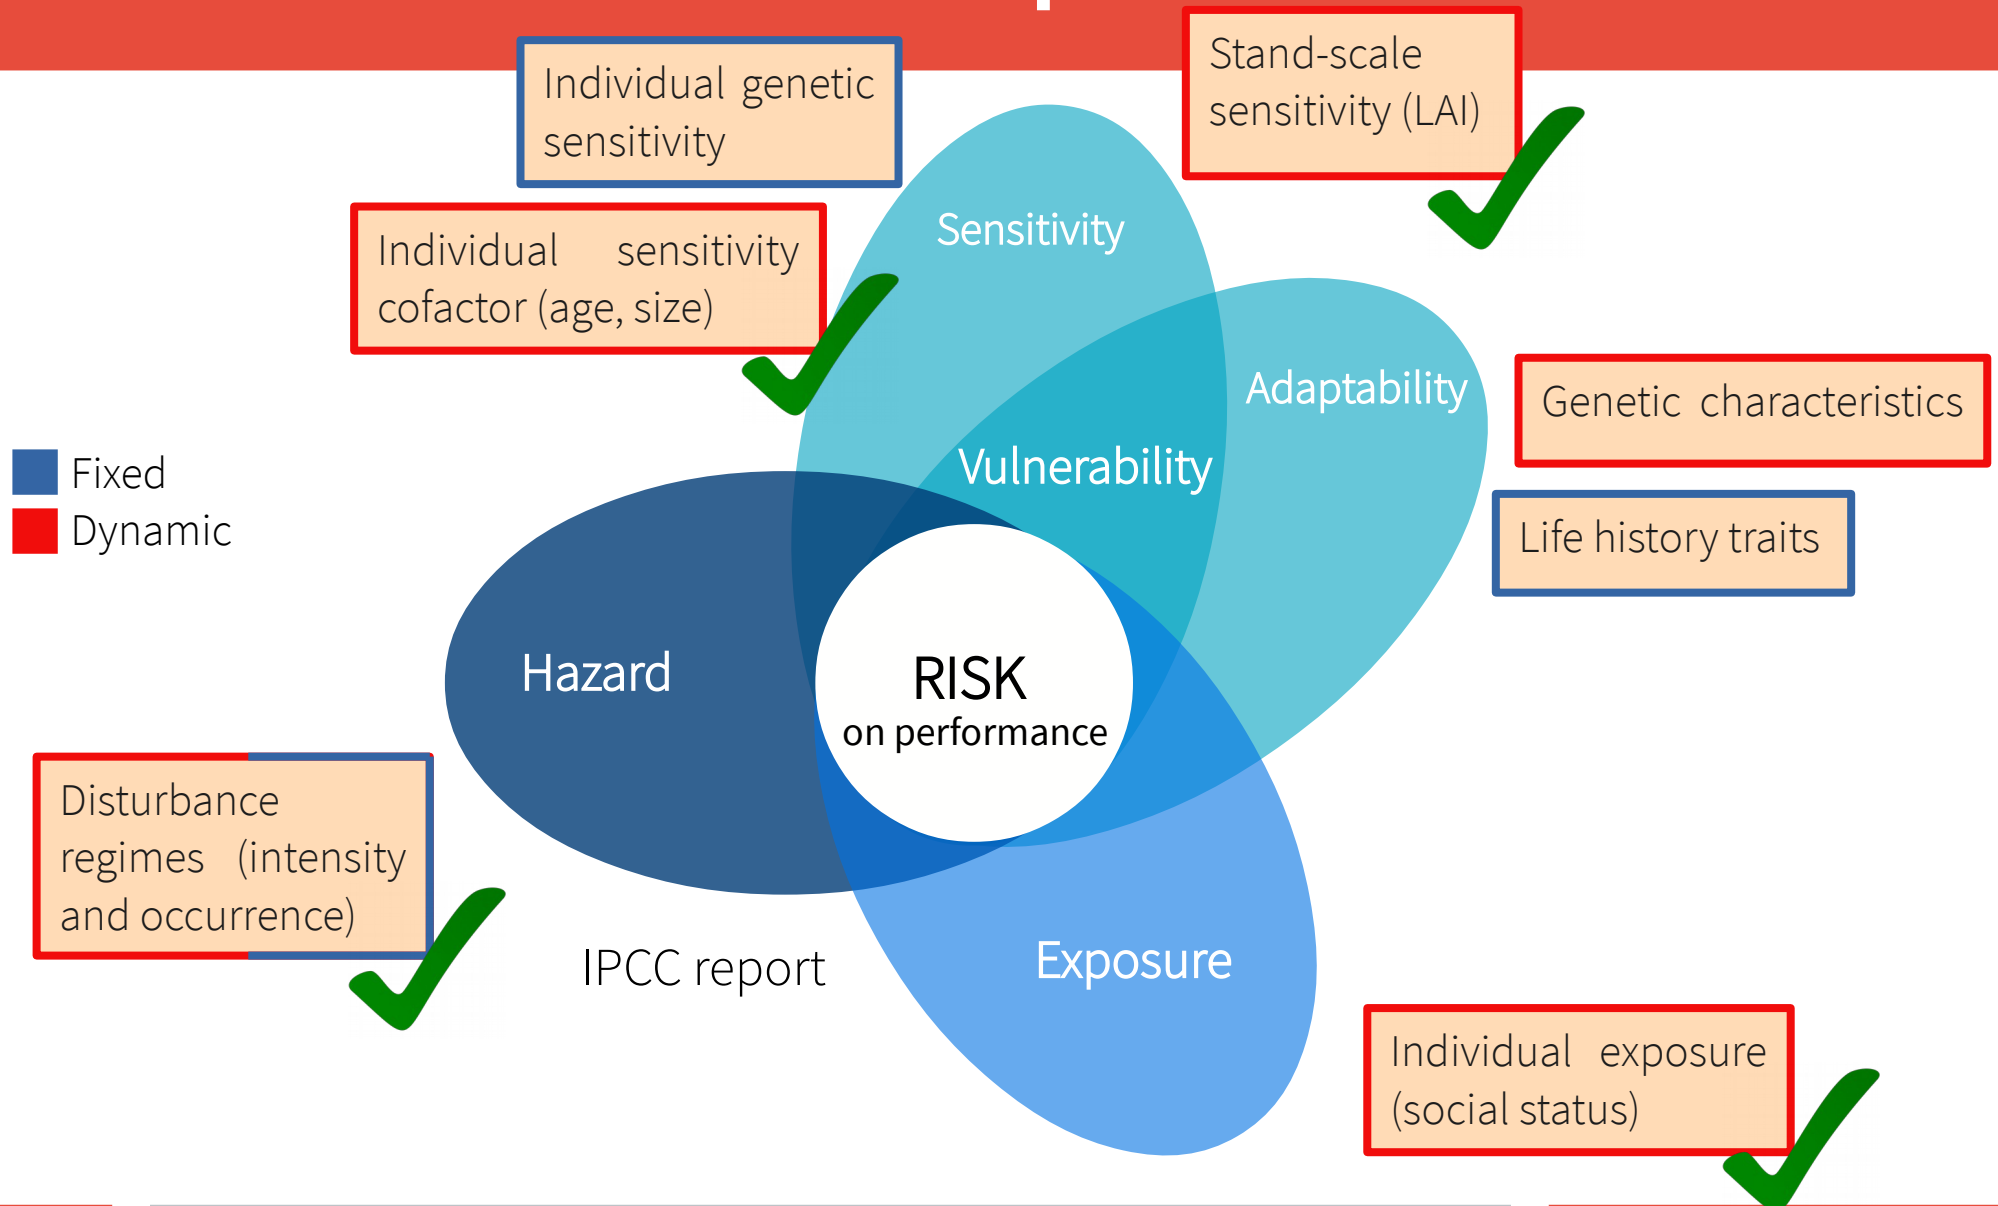 Individual genetic
sensitivity
Stand-scale
sensitivity (LAI)
Individual sensitivity
cofactor (age, size)
Sensitivity
Adaptability
Genetic characteristics
Vulnerability
Fixed
Dynamic
Life history traits
Hazard
RISK
on performance
Disturbance
regimes (intensity
and occurrence)
IPCC report
Exposure
Individual exposure
(social status)